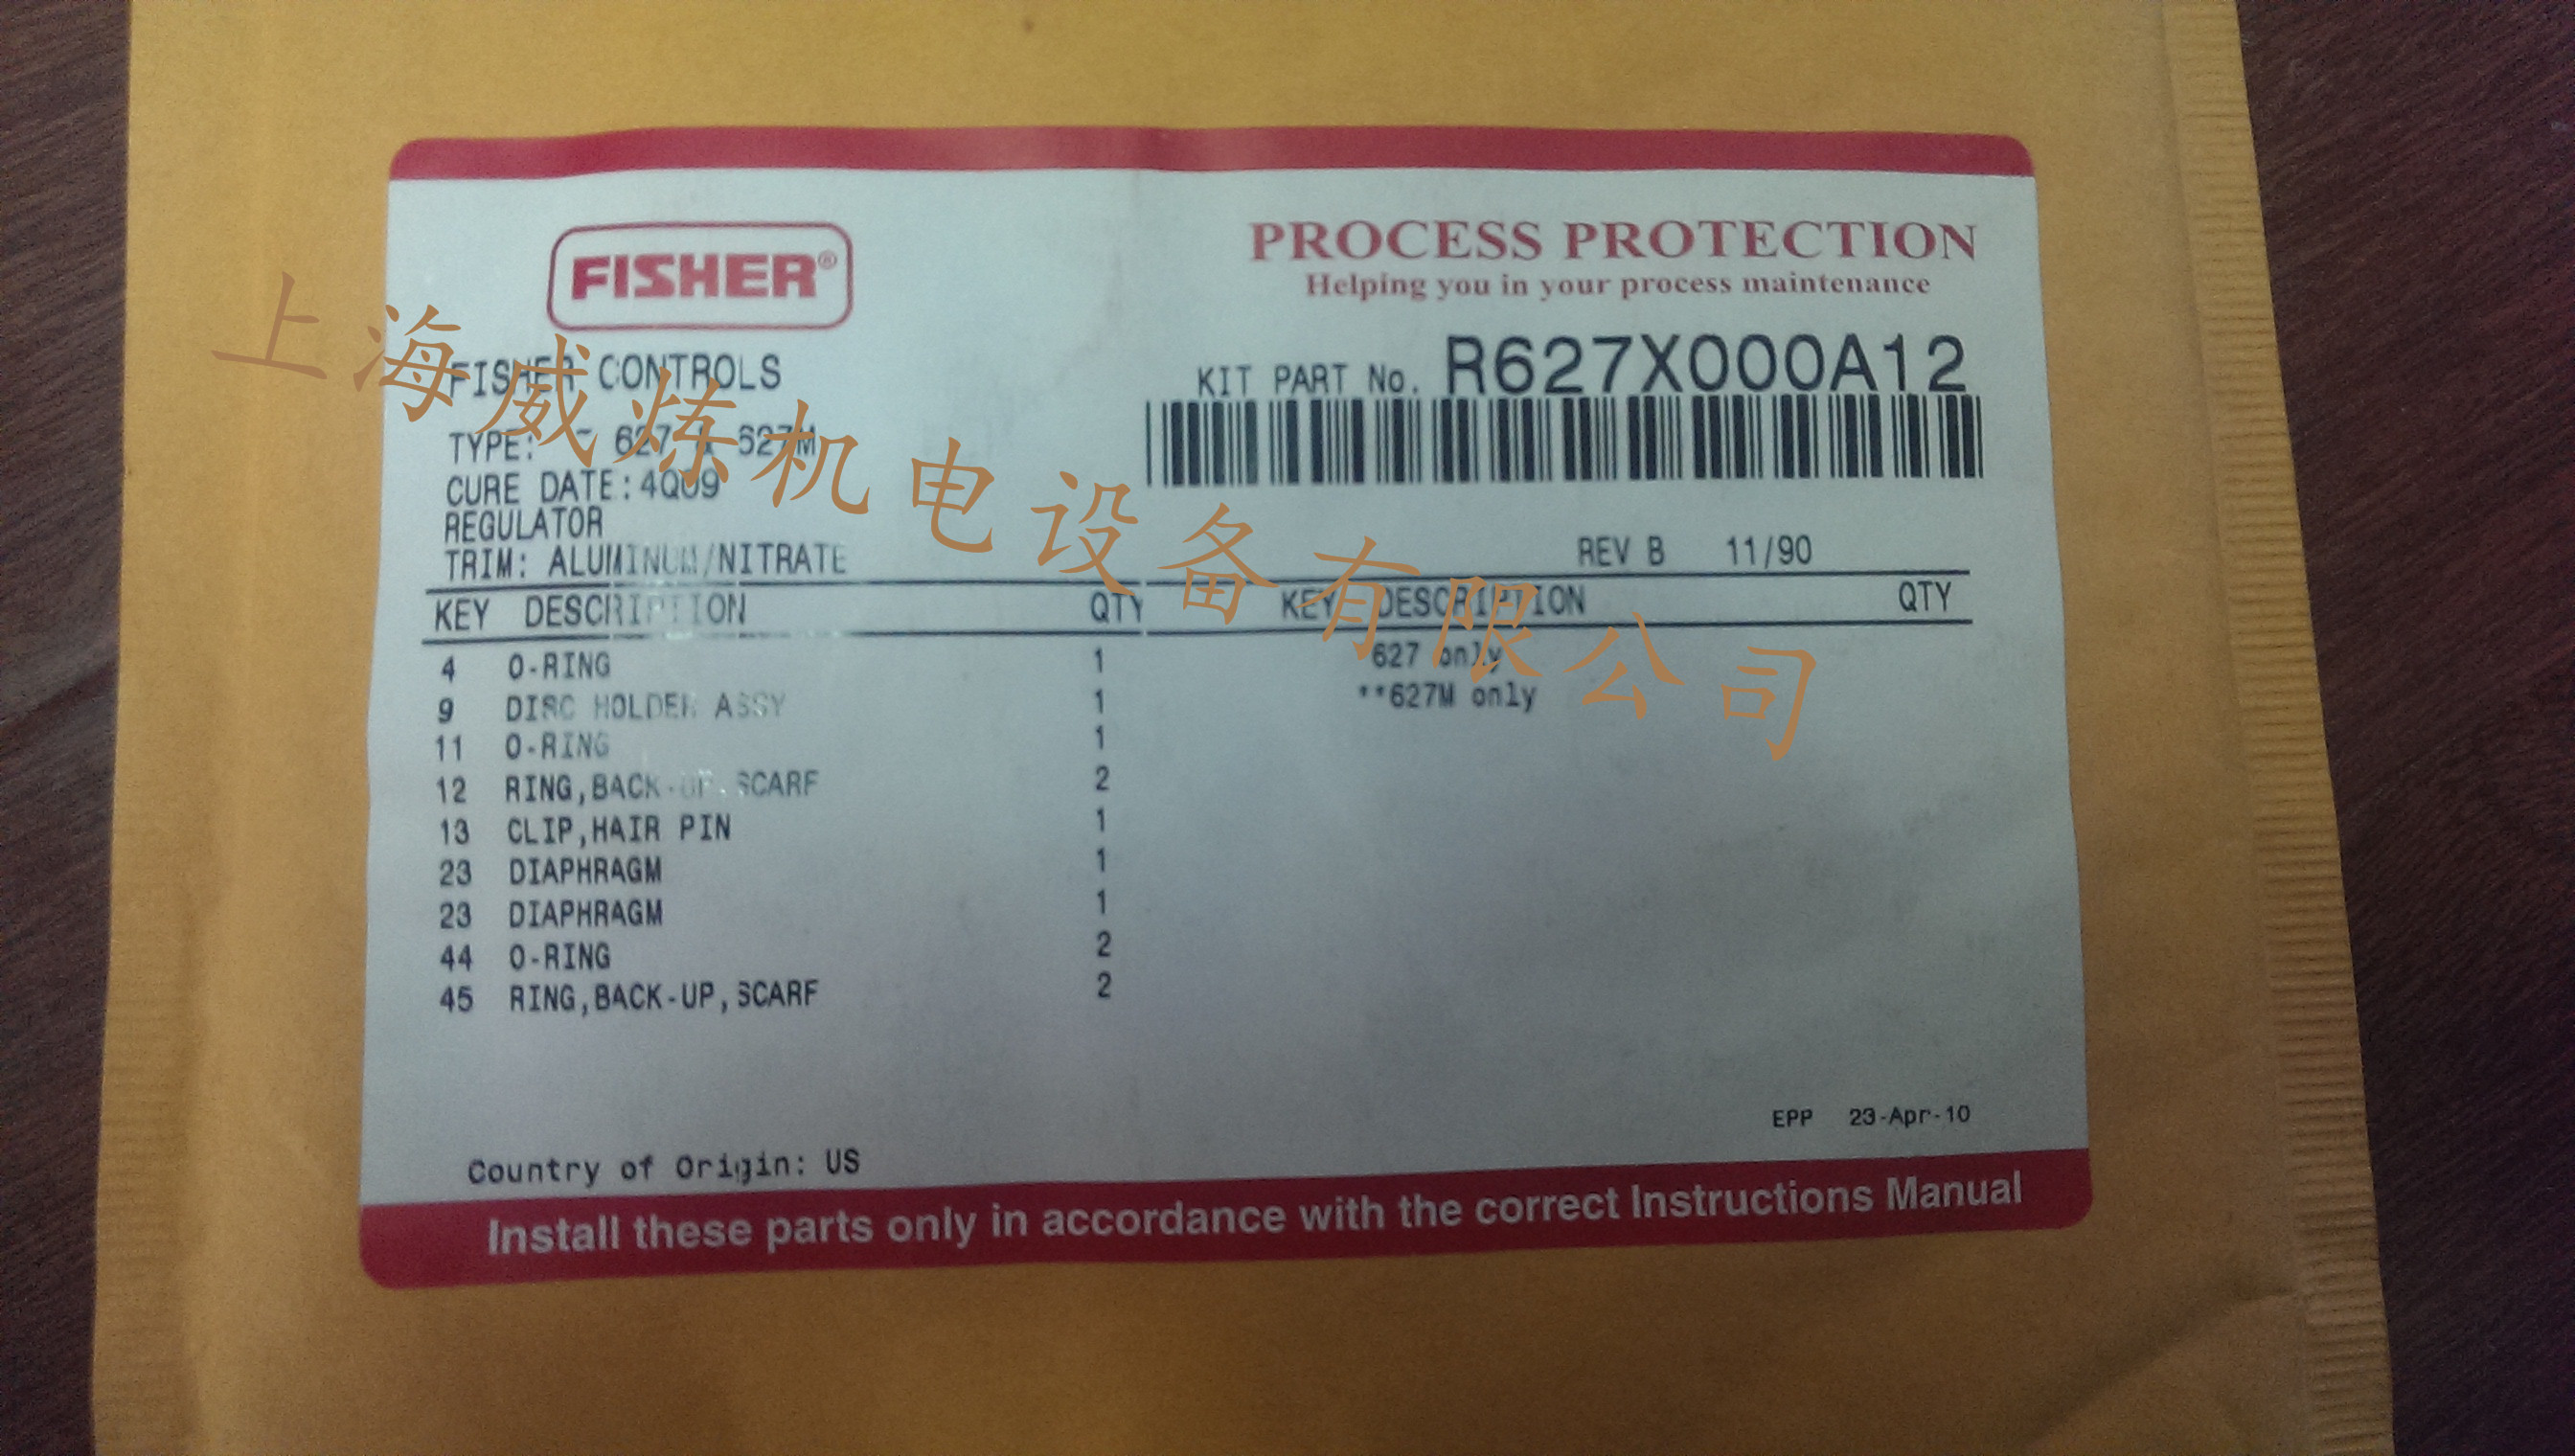 FISHER®
PROCESS PROTECTION
Helping you in your process maintenance
上海威炼机电设备有限公司
FISHER CONTROLS
KIT PART No. R627X000A12
TYPE: 627 & 627M
CURE DATE:4Q09
REGULATOR
TRIM: ALUMINUM/NITRATE
REV B 11/90
KEY DESCRIPTION QTY KEY DESCRIPTION QTY
4 O-RING 1 627 only
9 DISC HOLDER ASSY 1 **627M only
11 O-RING 1
12 RING,BACK-UP,SCARF 2
13 CLIP,HAIR PIN 1
23 DIAPHRAGM 1
23 DIAPHRAGM 1
44 O-RING 2
45 RING,BACK-UP,SCARF 2
EPP 23-Apr-10
Country of Origin: US
Install these parts only in accordance with the correct Instructions Manual